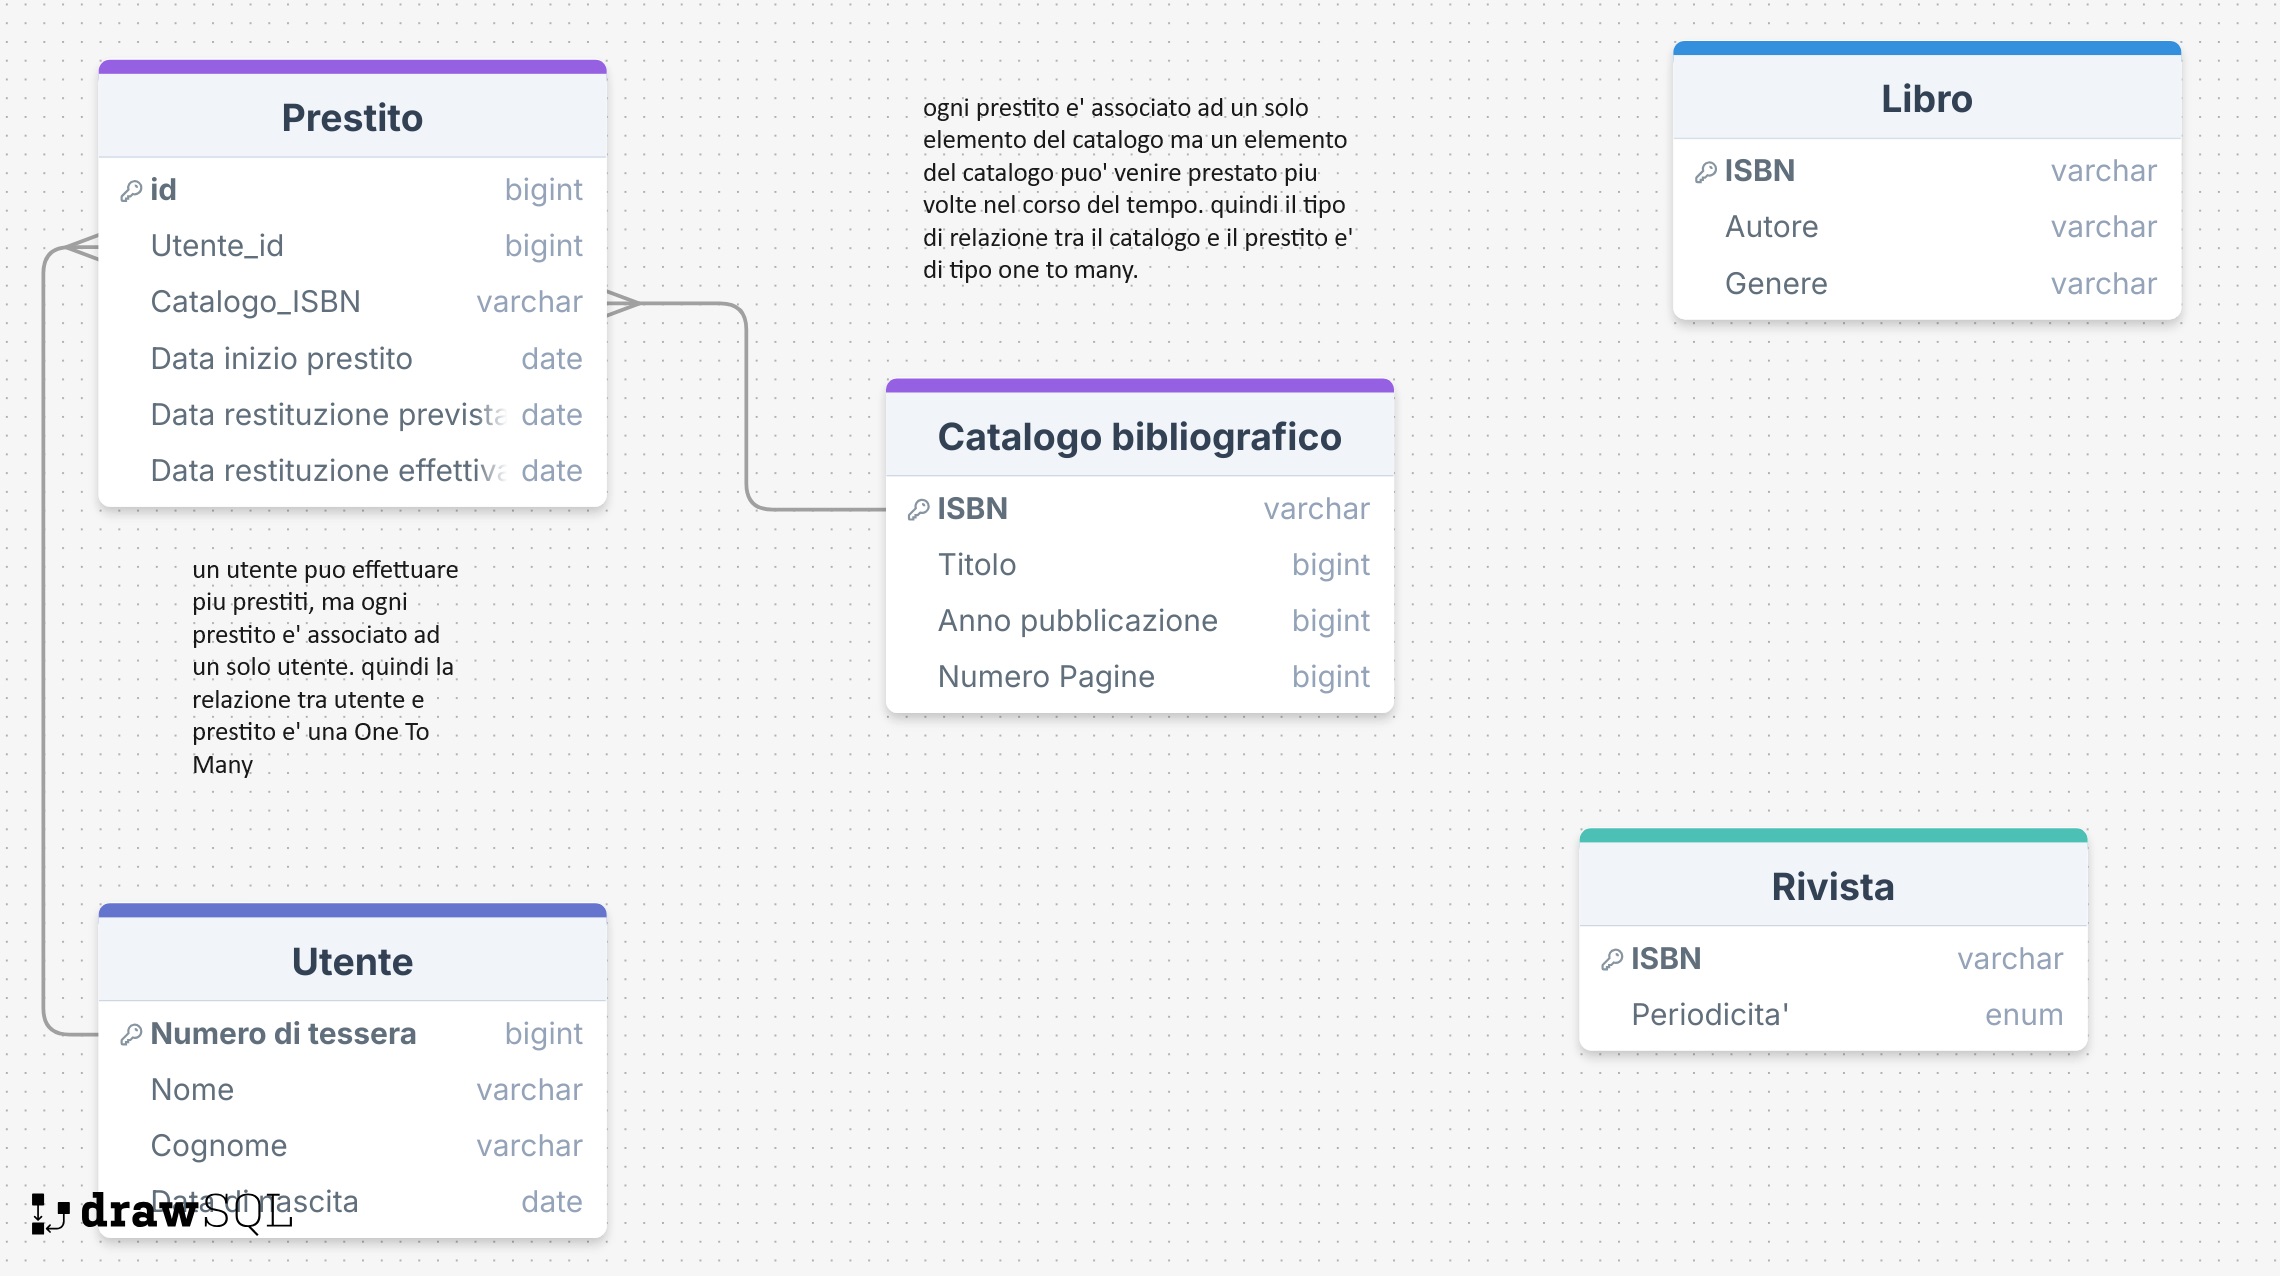 Prestito
id bigint
Utente_id bigint
Catalogo_ISBN varchar
Data inizio prestito date
Data restituzione prevista date
Data restituzione effettiva date
un utente puo effettuare
piu prestiti, ma ogni
prestito e' associato ad
un solo utente. quindi la
relazione tra utente e
prestito e' una One To
Many
Utente
Numero di tessera bigint
Nome varchar
Cognome varchar
Data di nascita date
drawSQL
ogni prestito e' associato ad un solo
elemento del catalogo ma un elemento
del catalogo puo' venire prestato piu
volte nel corso del tempo. quindi il tipo
di relazione tra il catalogo e il prestito e'
di tipo one to many.
Catalogo bibliografico
ISBN varchar
Titolo bigint
Anno pubblicazione bigint
Numero Pagine bigint
Libro
ISBN varchar
Autore varchar
Genere varchar
Rivista
ISBN varchar
Periodicita' enum